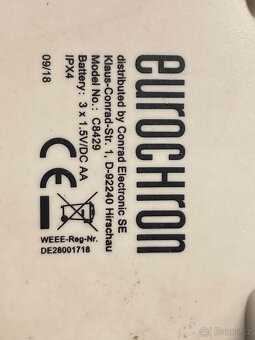 eurochron
distributed by Conrad Electronic SE
Klaus-Conrad-Str. 1, D-92240 Hirschau
Model No.: C8429
Battery: 3 x 1.5V/DC AA
IPX4
09/18
CE
WEEE-Reg-Nr.
DE28001718